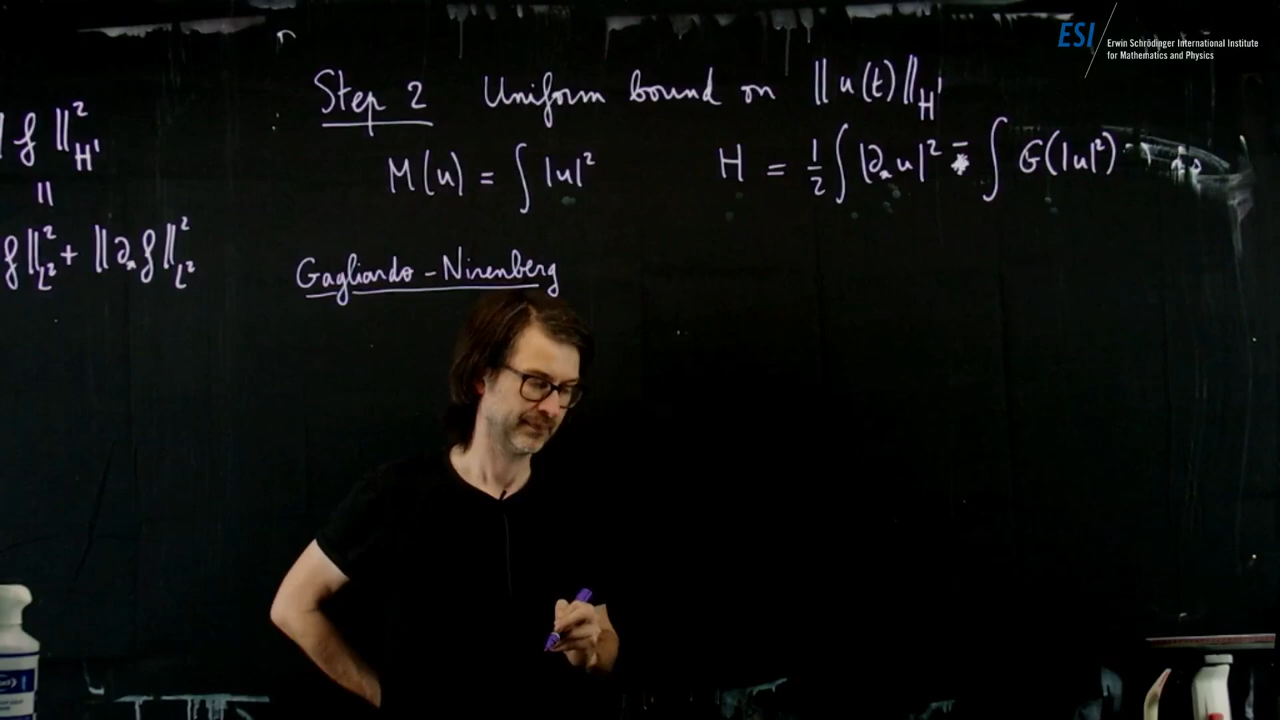 ESI
Erwin Schrödinger International Institute
for Mathematics and Physics
Step 2 Uniform bound on ‖u(t)‖_{H¹}
M(u) = ∫ |u|²
H = ½ ∫ |∂ₓu|² - ∫ G(|u|²)
Gagliardo - Nirenberg
f ‖²_{H¹}
||
f‖²_{L²} + ‖∂ₓf‖²_{L²}